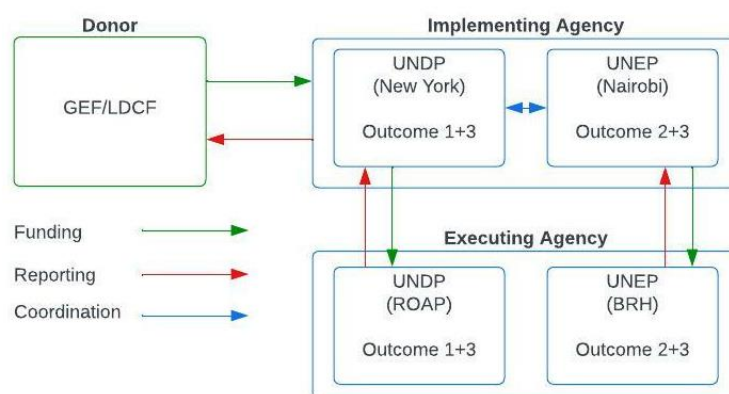 Donor
Implementing Agency
GEF/LDCF
UNDP
(New York)
Outcome 1+3
UNEP
(Nairobi)
Outcome 2+3
Funding
Reporting
Coordination
Executing Agency
UNDP
(ROAP)
Outcome 1+3
UNEP
(BRH)
Outcome 2+3